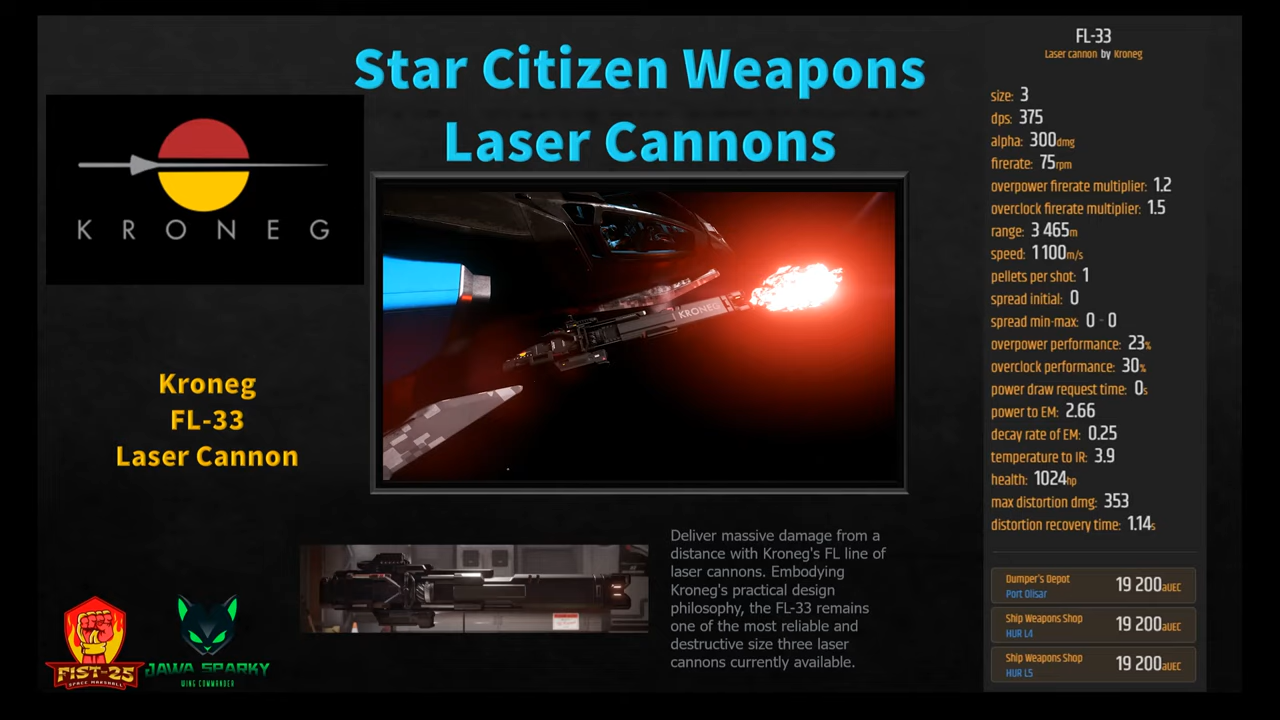 Star Citizen Weapons
Laser Cannons
KRONEG
KRONEG
Kroneg
FL-33
Laser Cannon
Deliver massive damage from a
distance with Kroneg's FL line of
laser cannons. Embodying
Kroneg's practical design
philosophy, the FL-33 remains
one of the most reliable and
destructive size three laser
cannons currently available.
FIST-25
SPACE MARSHALL
JAWA SPARKY
WING COMMANDER
FL-33
Laser cannon by Kroneg
size: 3
dps: 375
alpha: 300dmg
firerate: 75rpm
overpower firerate multiplier: 1.2
overclock firerate multiplier: 1.5
range: 3 465m
speed: 1 100m/s
pellets per shot: 1
spread initial: 0
spread min-max: 0 - 0
overpower performance: 23%
overclock performance: 30%
power draw request time: 0s
power to EM: 2.66
decay rate of EM: 0.25
temperature to IR: 3.9
health: 1024hp
max distortion dmg: 353
distortion recovery time: 1.14s
Dumper's Depot 19 200aUEC
Port Olisar
Ship Weapons Shop 19 200aUEC
HUR L4
Ship Weapons Shop 19 200aUEC
HUR L5